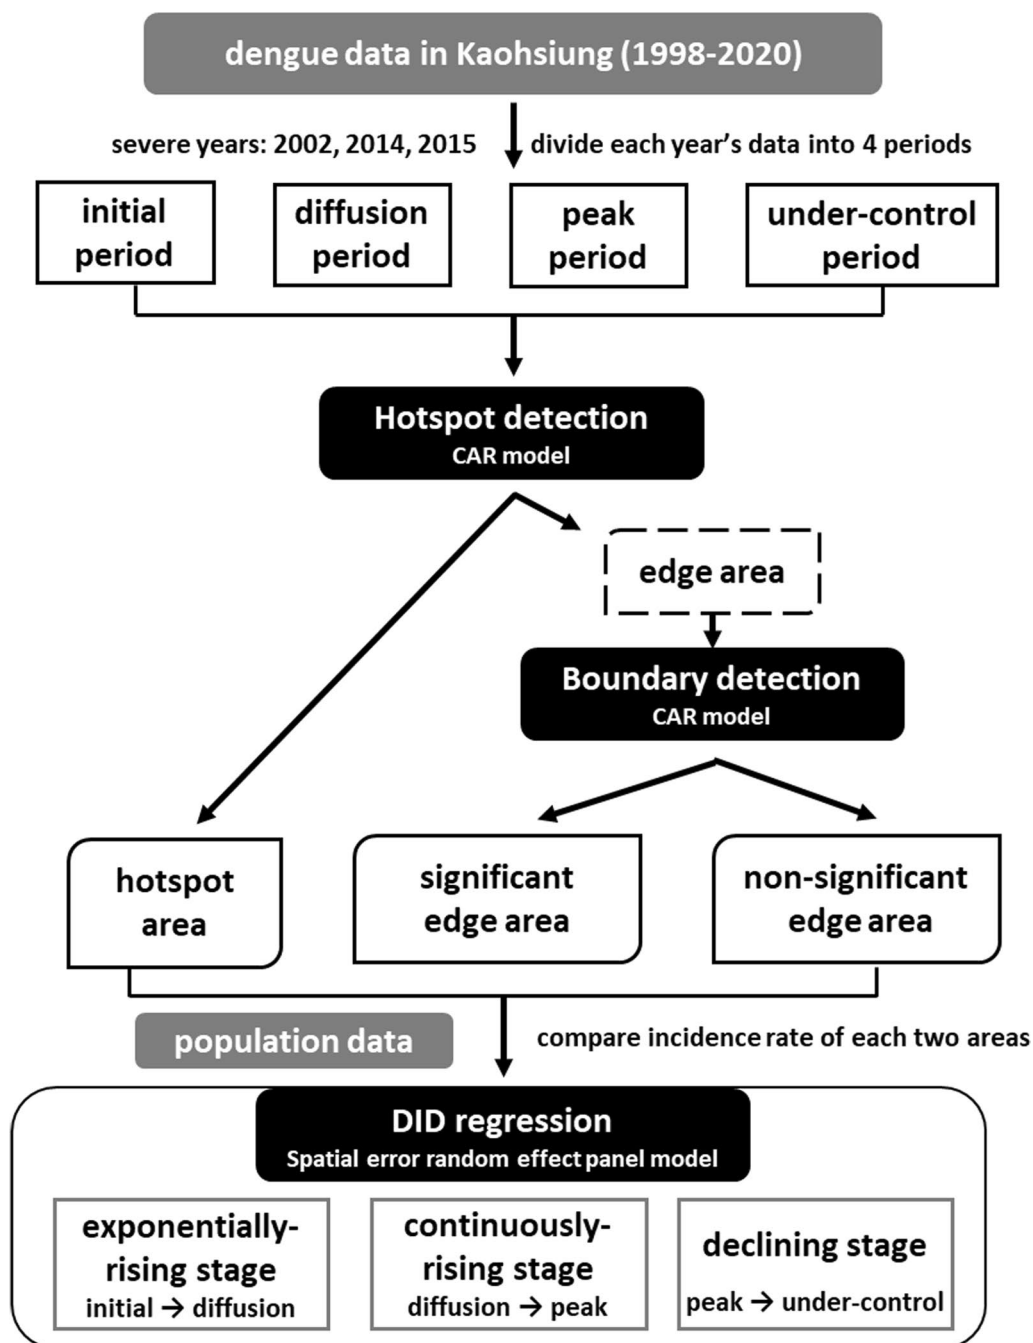 dengue data in Kaohsiung (1998-2020)
severe years: 2002, 2014, 2015
divide each year's data into 4 periods
initial
period
diffusion
period
peak
period
under-control
period
Hotspot detection
CAR model
edge area
Boundary detection
CAR model
hotspot
area
significant
edge area
non-significant
edge area
population data
compare incidence rate of each two areas
DID regression
Spatial error random effect panel model
exponentially-
rising stage
initial → diffusion
continuously-
rising stage
diffusion → peak
declining stage
peak → under-control